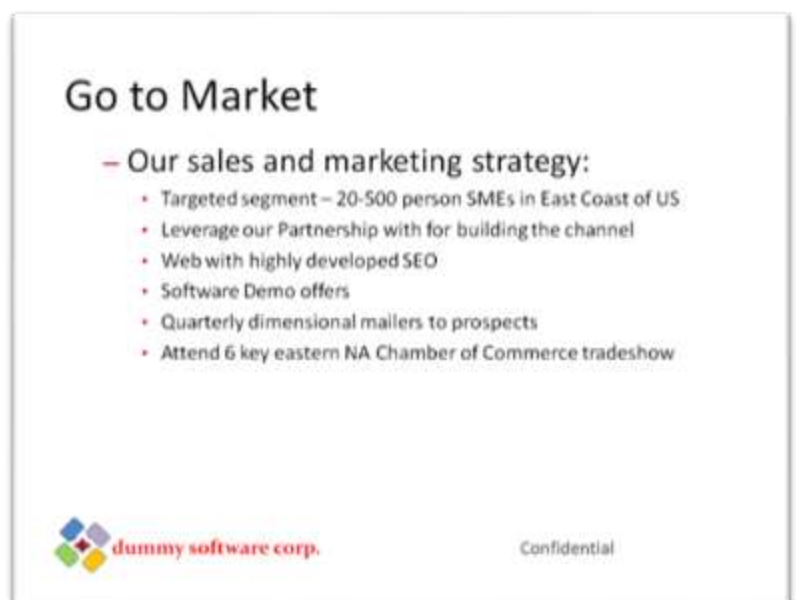 Go to Market
– Our sales and marketing strategy:
• Targeted segment – 20-500 person SMEs in East Coast of US
• Leverage our Partnership with for building the channel
• Web with highly developed SEO
• Software Demo offers
• Quarterly dimensional mailers to prospects
• Attend 6 key eastern NA Chamber of Commerce tradeshow
dummy software corp.
Confidential